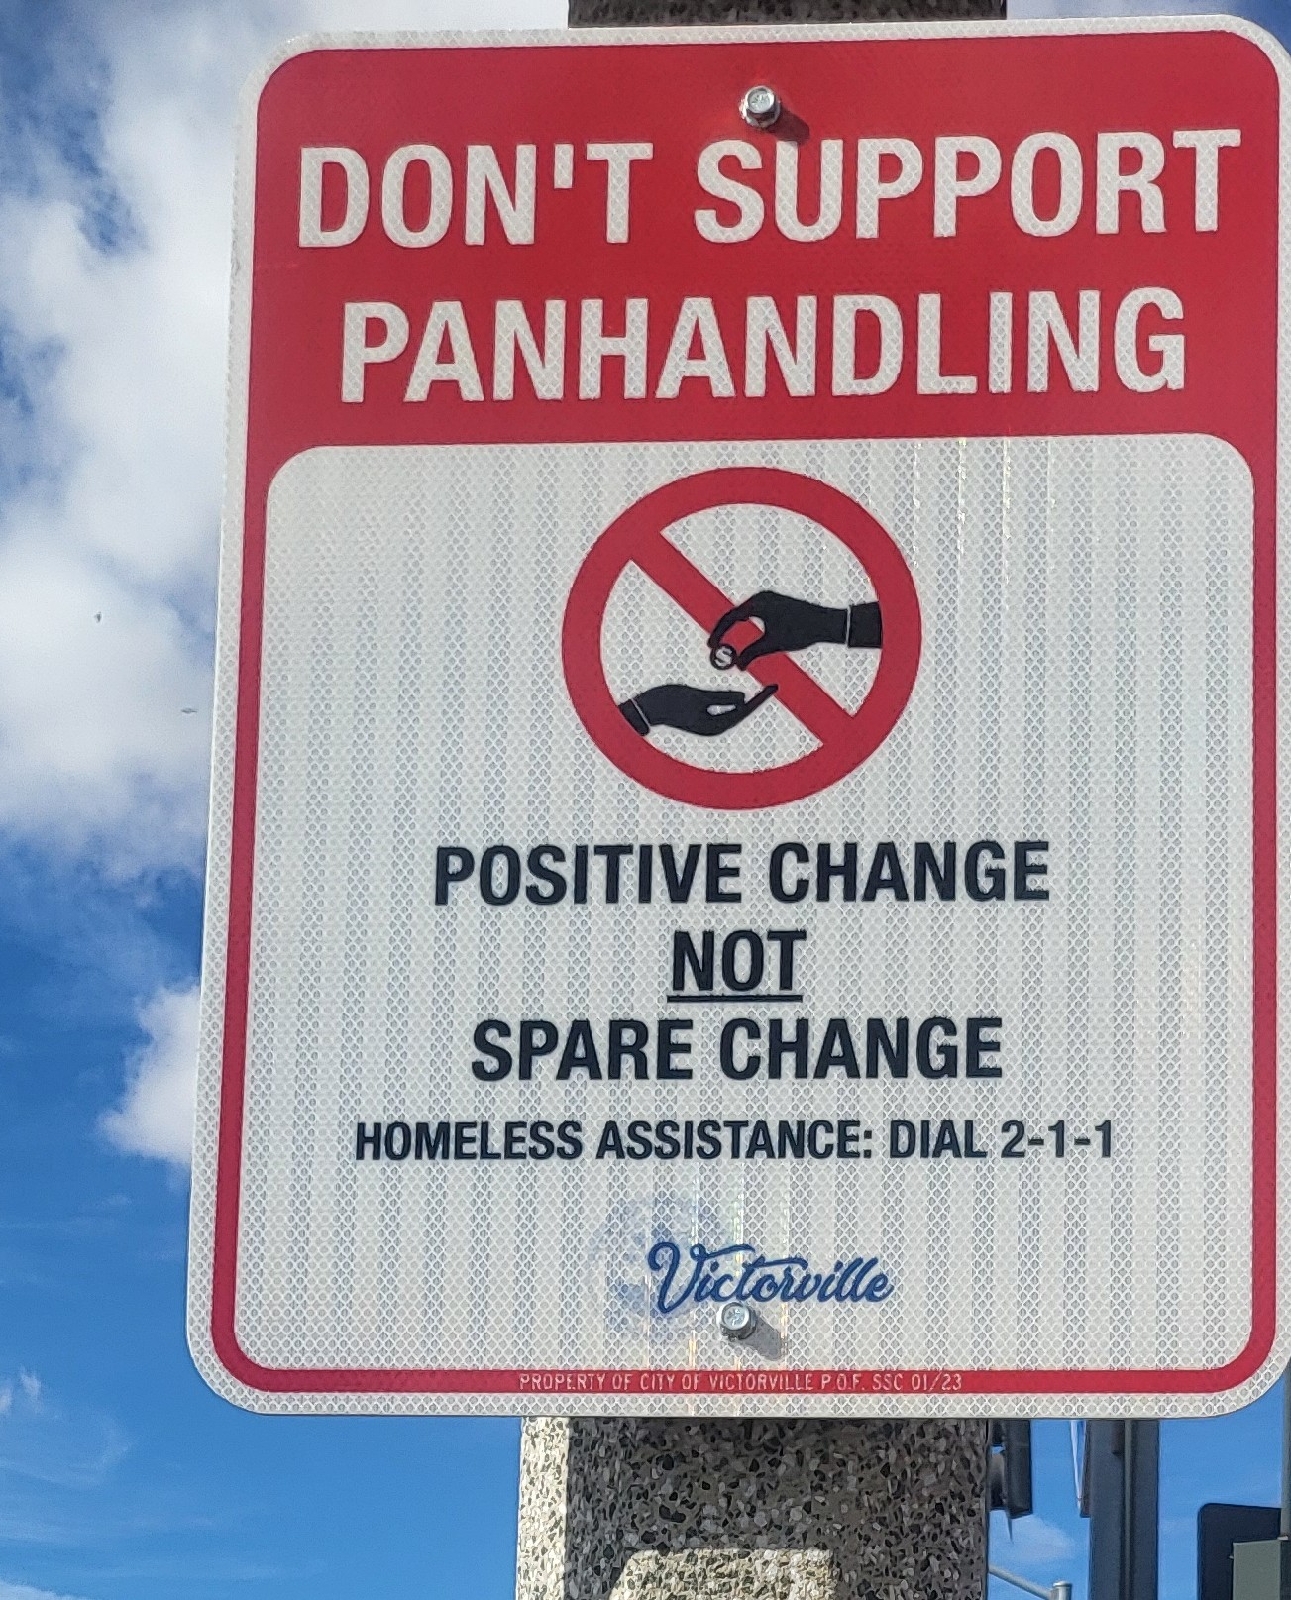 DON'T SUPPORT
PANHANDLING
POSITIVE CHANGE
NOT
SPARE CHANGE
HOMELESS ASSISTANCE: DIAL 2-1-1
Victorville
PROPERTY OF CITY OF VICTORVILLE P.O.F. SSC 01/23